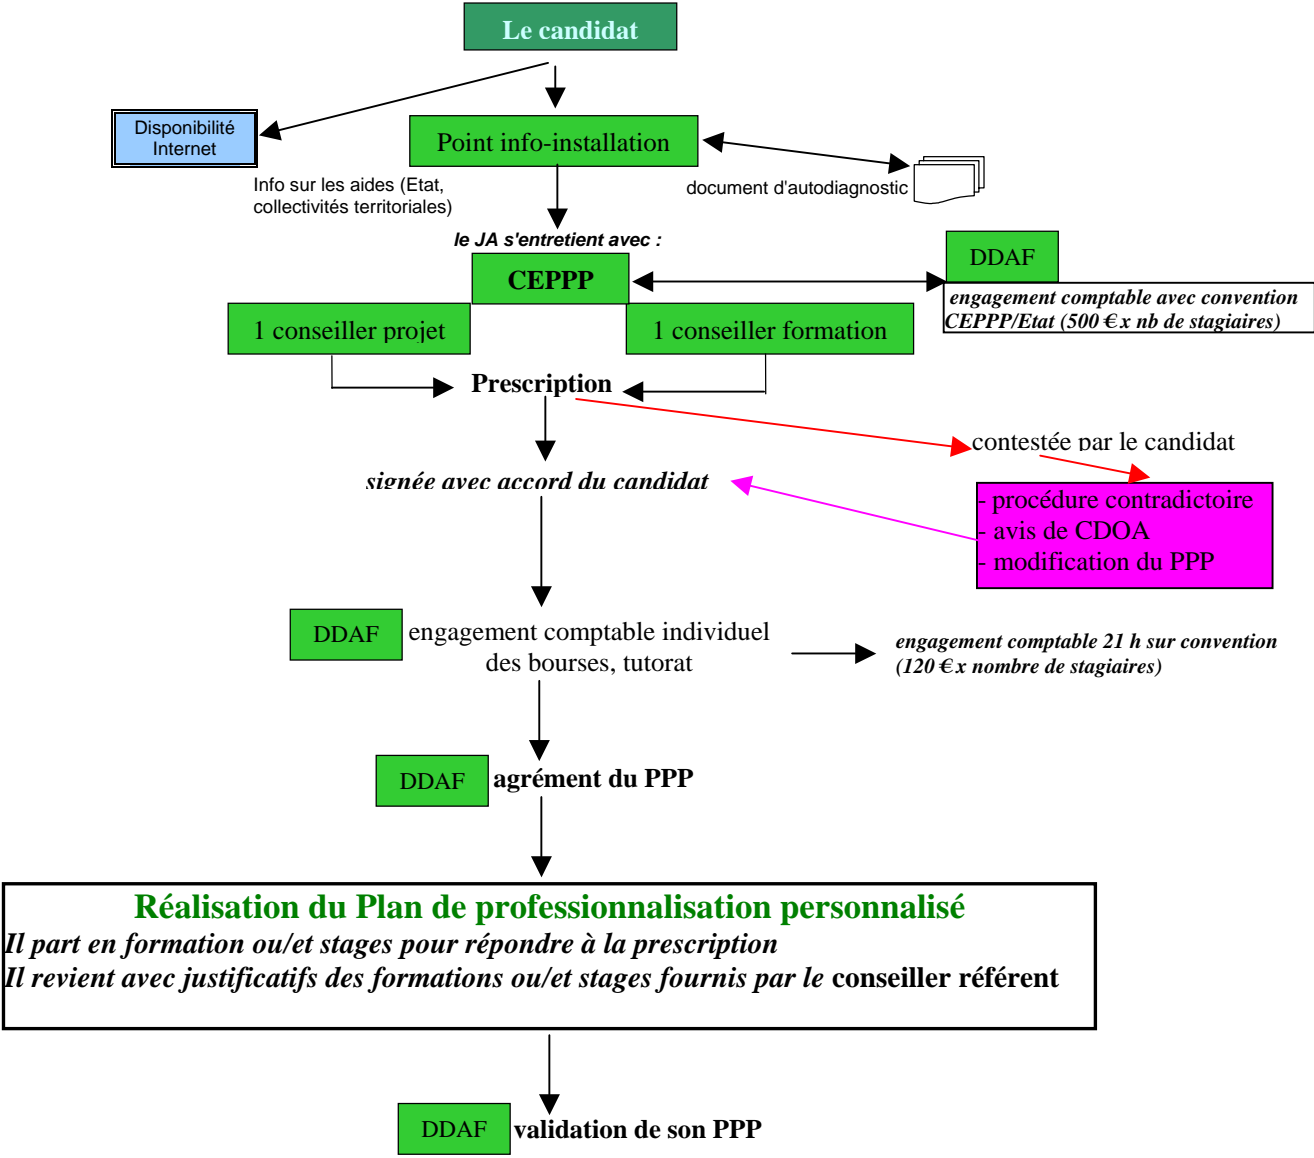 Le candidat
Disponibilité
Internet
Point info-installation
Info sur les aides (Etat,
collectivités territoriales)
document d'autodiagnostic
le JA s'entretient avec :
CEPPP
DDAF
engagement comptable avec convention
CEPPP/Etat (500 € x nb de stagiaires)
1 conseiller projet
1 conseiller formation
Prescription
contestée par le candidat
signée avec accord du candidat
- procédure contradictoire
- avis de CDOA
- modification du PPP
DDAF
engagement comptable individuel
des bourses, tutorat
engagement comptable 21 h sur convention
(120 € x nombre de stagiaires)
DDAF
agrément du PPP
Réalisation du Plan de professionnalisation personnalisé
Il part en formation ou/et stages pour répondre à la prescription
Il revient avec justificatifs des formations ou/et stages fournis par le conseiller référent
DDAF
validation de son PPP